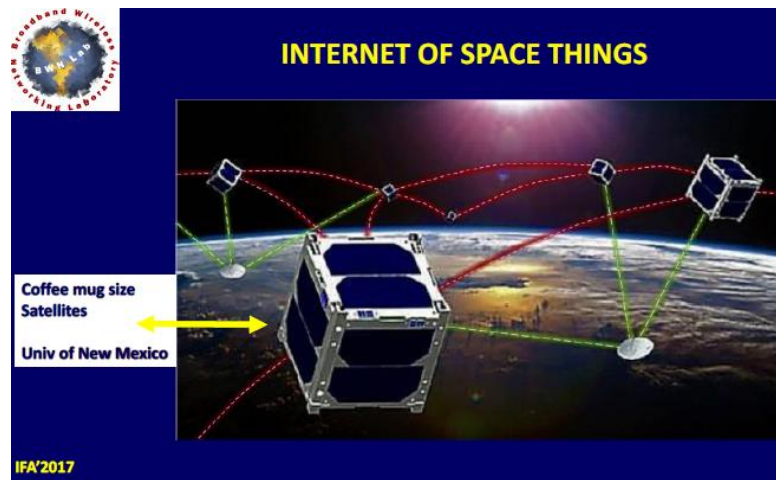 Broadband Wireless
Networking Laboratory
BWN Lab
INTERNET OF SPACE THINGS
Coffee mug size
Satellites
Univ of New Mexico
IFA'2017